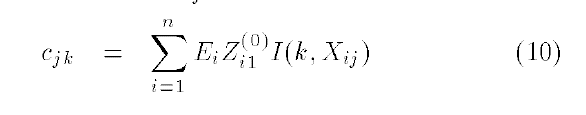 c_{jk} = \sum_{i=1}^{n} E_i Z_{i1}^{(0)} I(k, X_{ij}) (10)